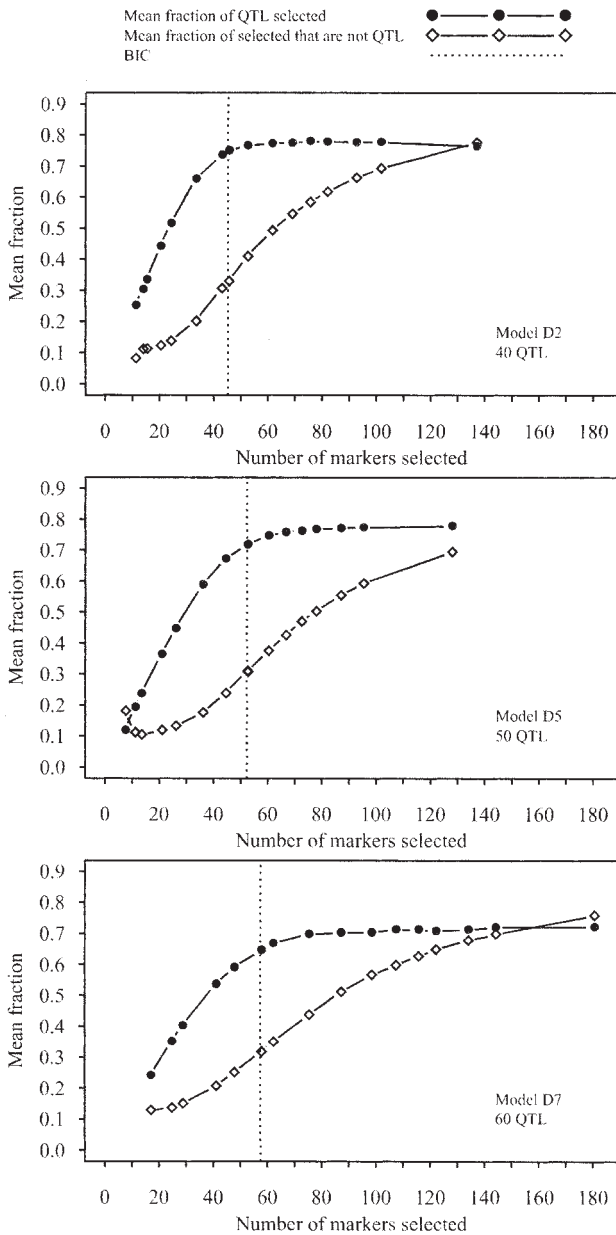 Mean fraction of QTL selected
Mean fraction of selected that are not QTL
BIC
0.9
0.8
0.7
0.6
0.5
0.4
0.3
0.2
0.1
0.0
Mean fraction
Model D2
40 QTL
0 20 40 60 80 100 120 140 160 180
Number of markers selected
0.9
0.8
0.7
0.6
0.5
0.4
0.3
0.2
0.1
0.0
Mean fraction
Model D5
50 QTL
0 20 40 60 80 100 120 140 160 180
Number of markers selected
0.9
0.8
0.7
0.6
0.5
0.4
0.3
0.2
0.1
0.0
Mean fraction
Model D7
60 QTL
0 20 40 60 80 100 120 140 160 180
Number of markers selected